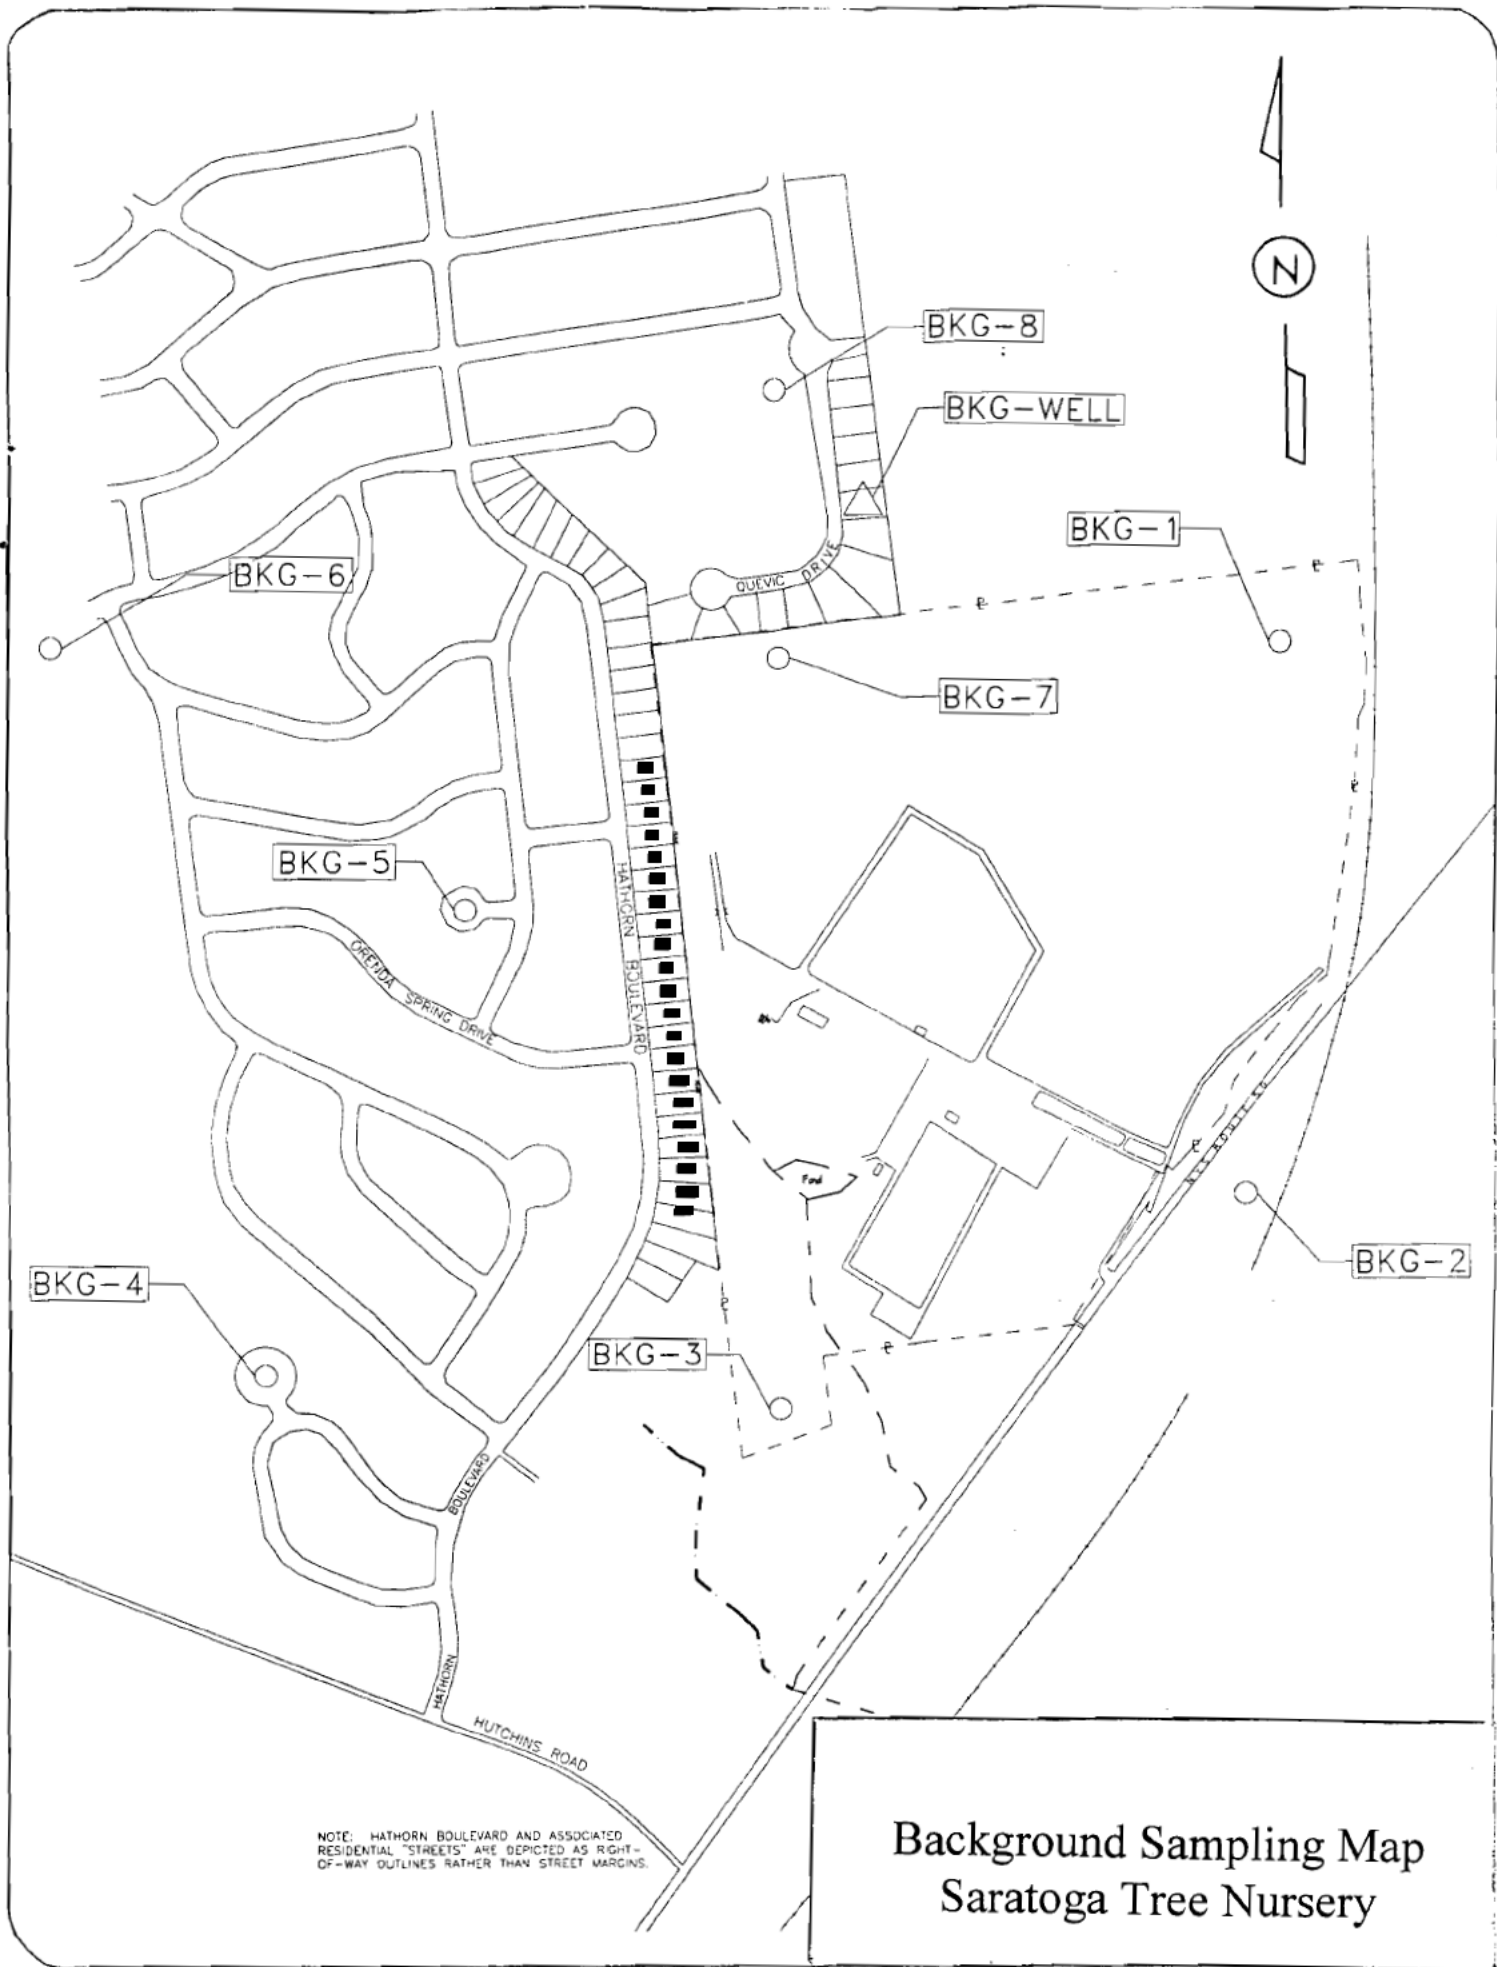 N
BKG-8
BKG-WELL
BKG-1
BKG-6
QUEVIC DRIVE
BKG-7
BKG-5
HATHORN BOULEVARD
ORENDA SPRING DRIVE
Pond
BKG-2
BKG-4
BKG-3
HATHORN BOULEVARD
HUTCHINS ROAD
NOTE: HATHORN BOULEVARD AND ASSOCIATED
RESIDENTIAL "STREETS" ARE DEPICTED AS RIGHT-
OF-WAY OUTLINES RATHER THAN STREET MARGINS.
Background Sampling Map
Saratoga Tree Nursery